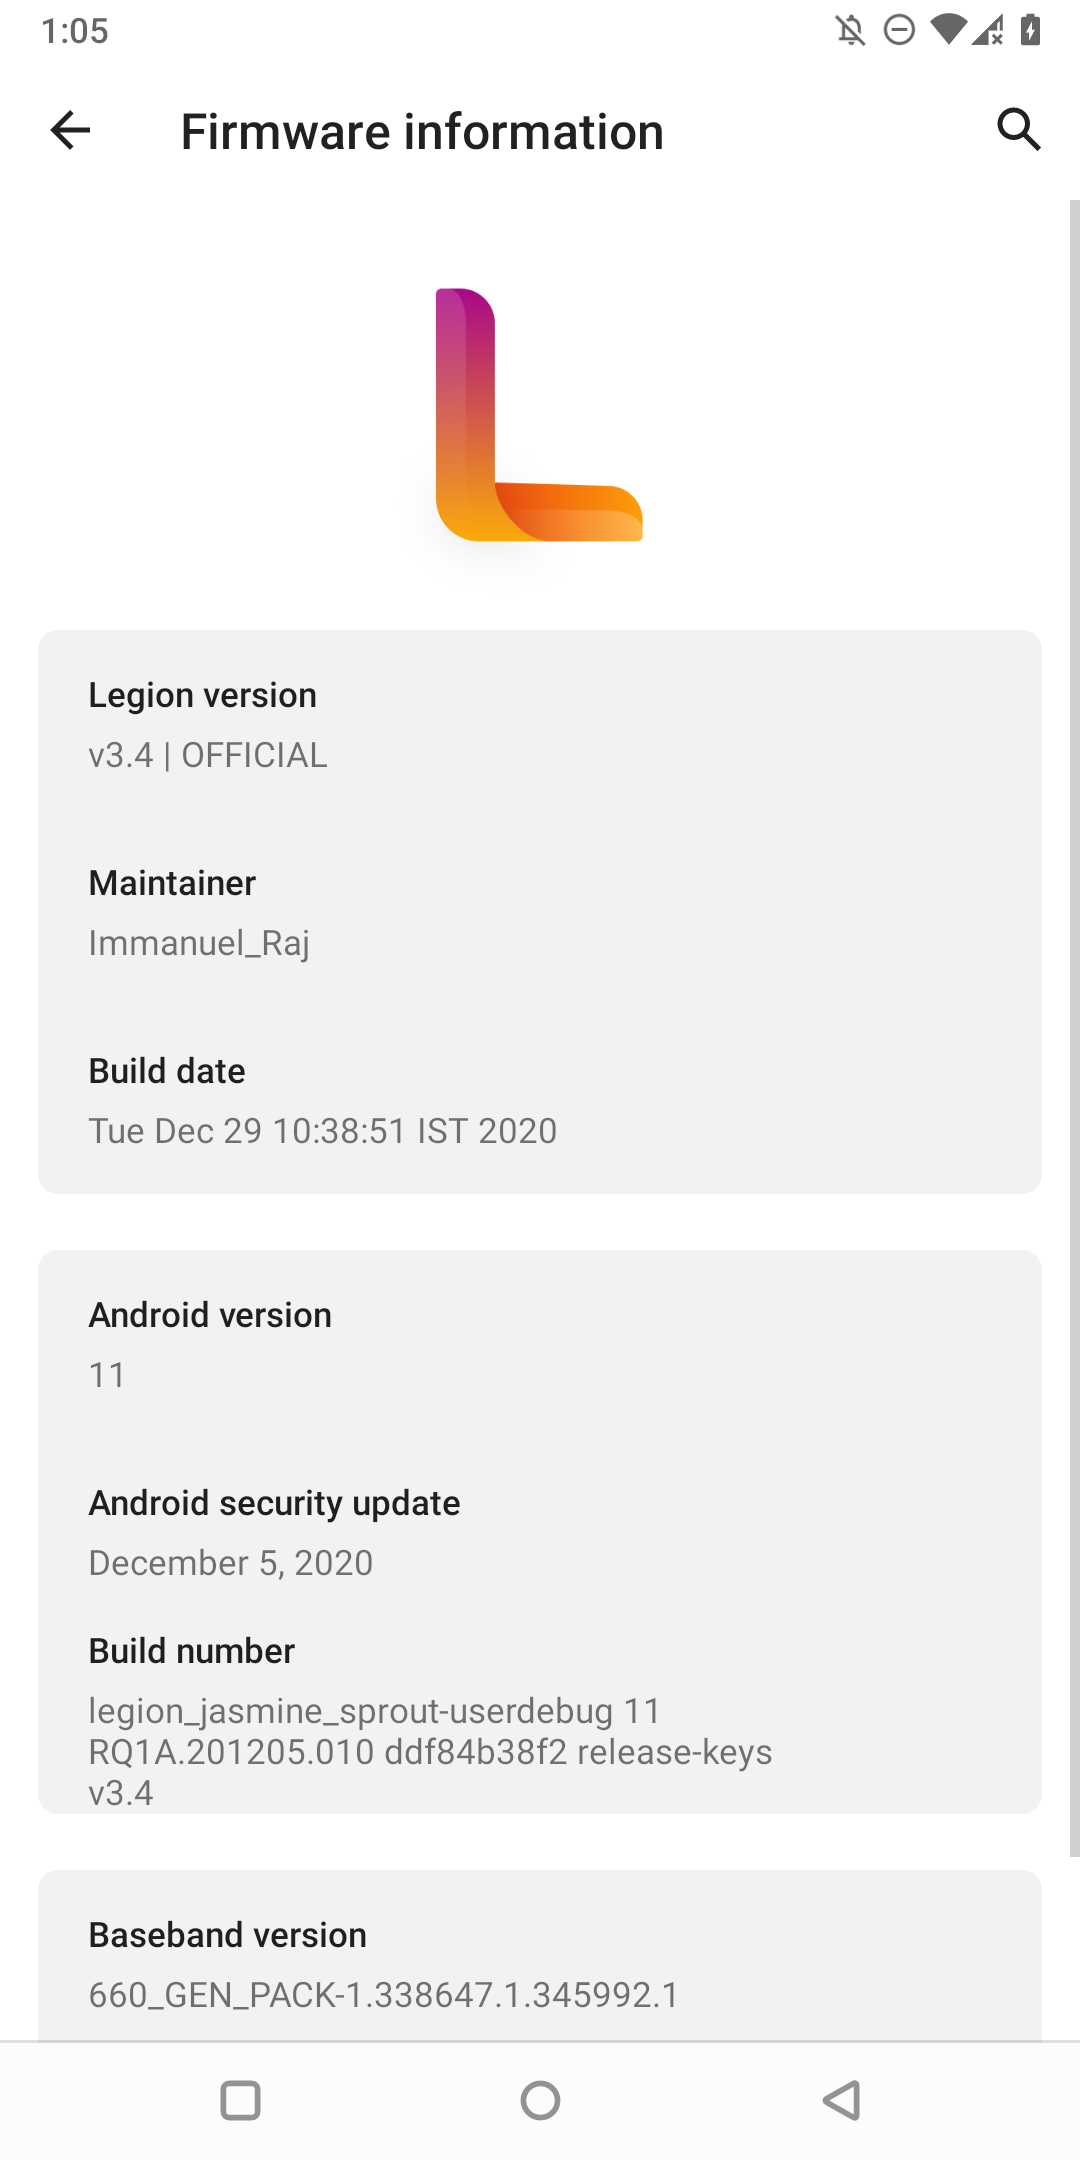 1:05
Firmware information
Legion version
v3.4 | OFFICIAL
Maintainer
Immanuel_Raj
Build date
Tue Dec 29 10:38:51 IST 2020
Android version
11
Android security update
December 5, 2020
Build number
legion_jasmine_sprout-userdebug 11
RQ1A.201205.010 ddf84b38f2 release-keys
v3.4
Baseband version
660_GEN_PACK-1.338647.1.345992.1